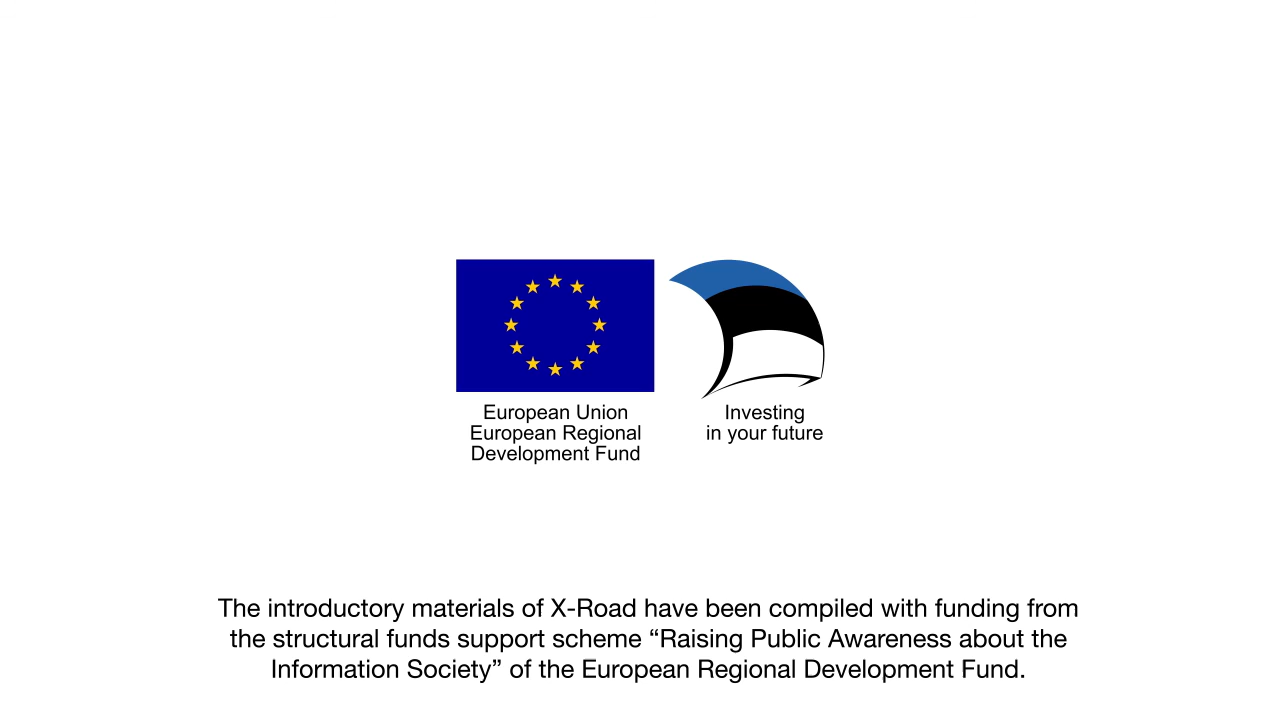 European Union
European Regional
Development Fund
Investing
in your future
The introductory materials of X-Road have been compiled with funding from
the structural funds support scheme “Raising Public Awareness about the
Information Society” of the European Regional Development Fund.